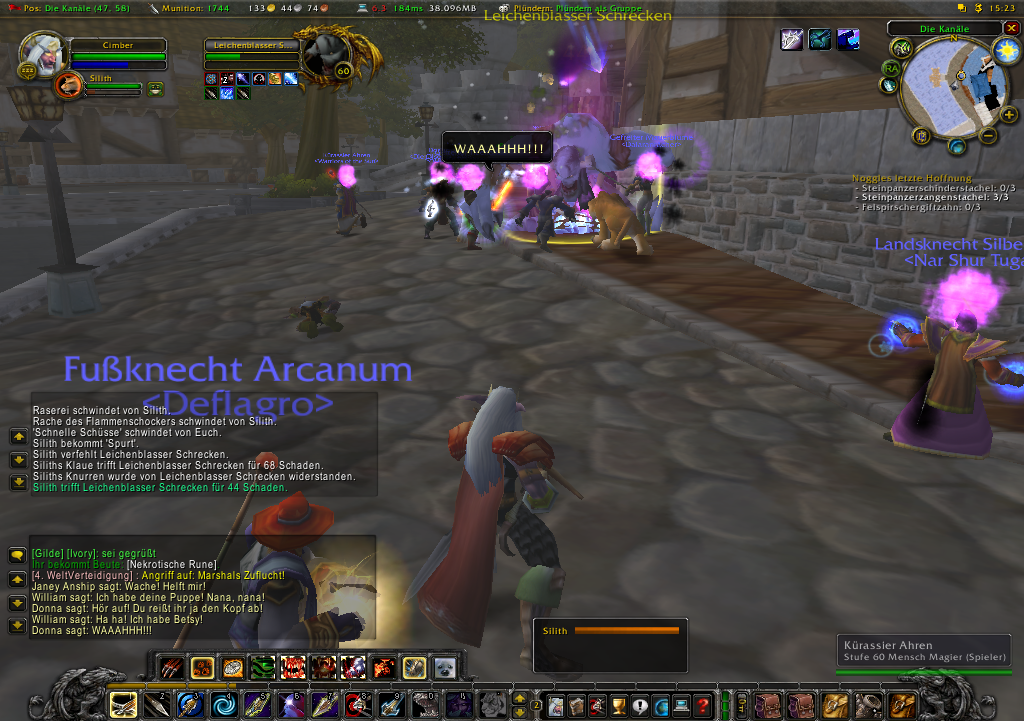 Pos: Die Kanäle (47, 58)
Munition: 1744
133 44 74
6.3 184ms 38.096MB
Plündern: Plündern als Gruppe
15:23
Leichenblasser Schrecken
Cimber
Leichenblasser S...
60
Silith
Die Kanäle
N
RA
WAAAHHH!!!
Kürassier Ahren
Noggles letzte Hoffnung
- Steinpanzerschinderstachel: 0/3
- Steinpanzerzangenstachel: 3/3
- Felspirschergiftzahn: 0/3
Landsknecht Silbe
<Nar Shur Tuga
Fußknecht Arcanum
<Deflagro>
Raserei schwindet von Silith.
Rache des Flammenschockers schwindet von Silith.
'Schnelle Schüsse' schwindet von Euch.
Silith bekommt 'Spurt'.
Silith verfehlt Leichenblasser Schrecken.
Siliths Klaue trifft Leichenblasser Schrecken für 68 Schaden.
Siliths Knurren wurde von Leichenblasser Schrecken widerstanden.
Silith trifft Leichenblasser Schrecken für 44 Schaden.
[Gilde] [Ivory]: sei gegrüßt
Ihr bekommt Beute: [Nekrotische Rune]
[4. WeltVerteidigung] : Angriff auf: Marshals Zuflucht!
Janey Anship sagt: Wache! Helft mir!
William sagt: Ich habe deine Puppe! Nana, nana!
Donna sagt: Hör auf! Du reißt ihr ja den Kopf ab!
William sagt: Ha ha! Ich habe Betsy!
Donna sagt: WAAAHHH!!!
Silith
Kürassier Ahren
Stufe 60 Mensch Magier (Spieler)
2